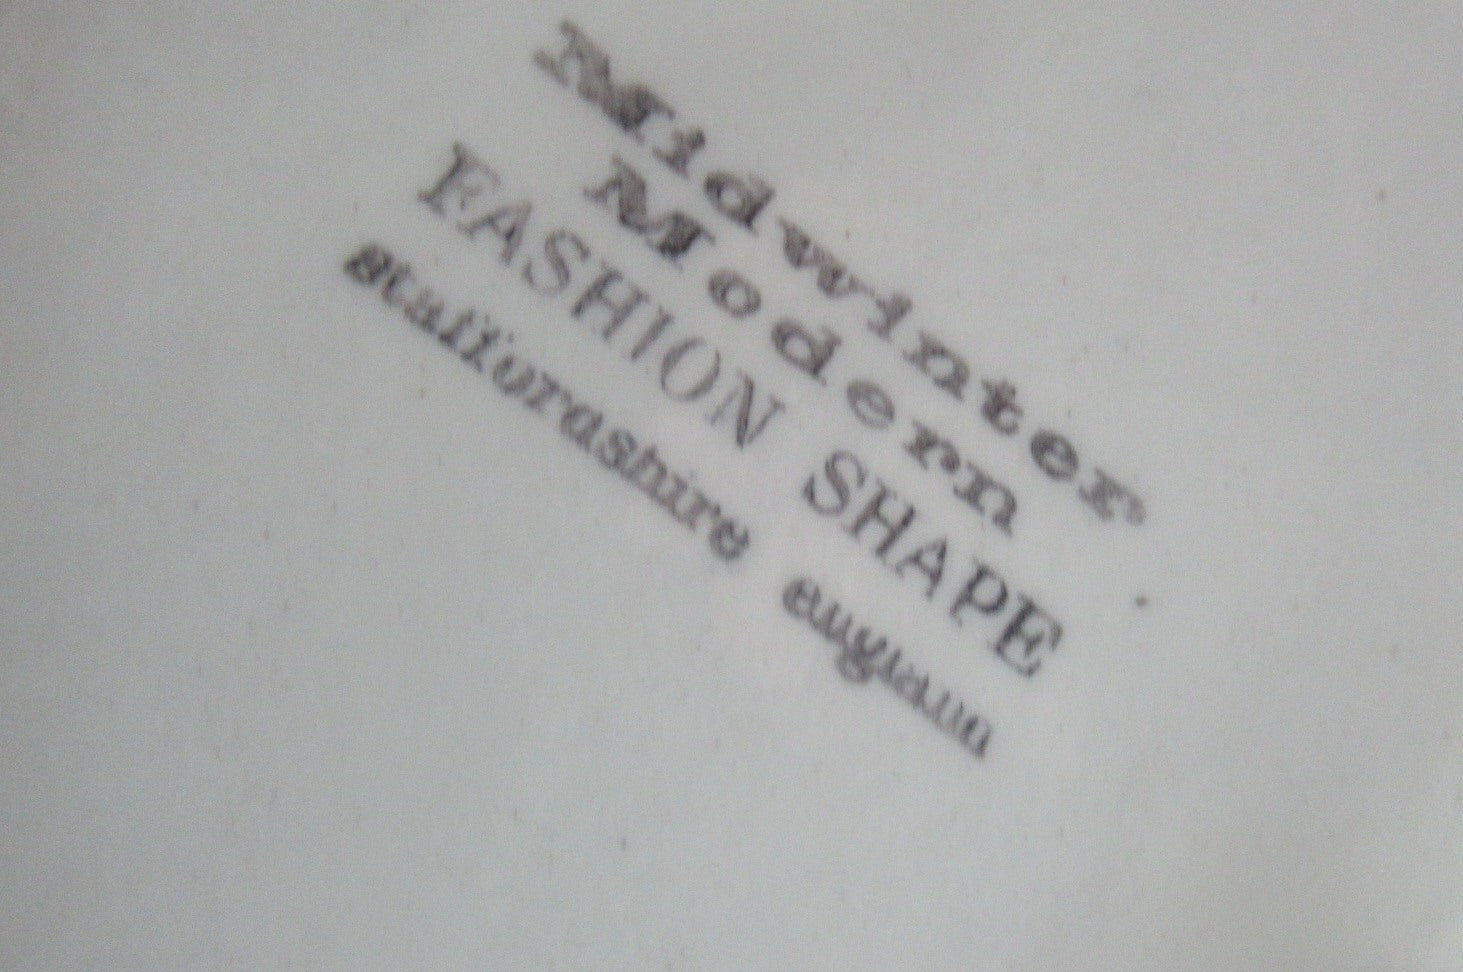 Midwinter
Modern
FASHION SHAPE
staffordshire england